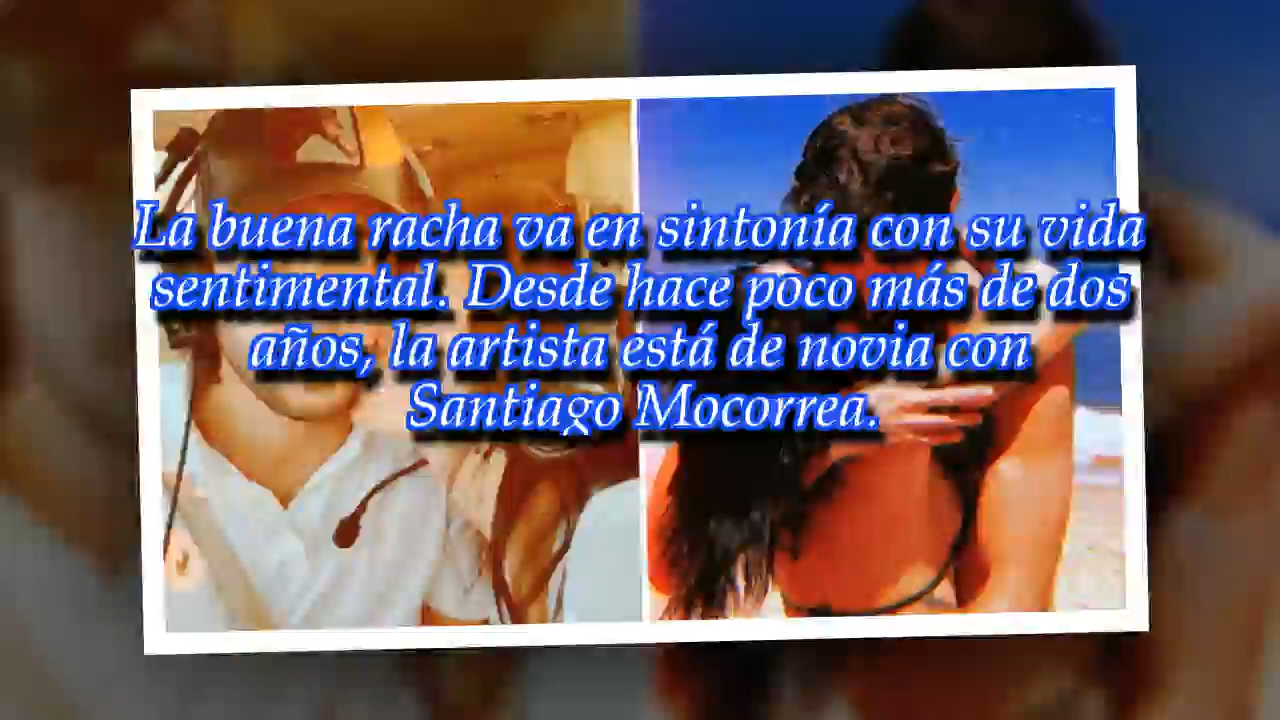 La buena racha va en sintonía con su vida
sentimental. Desde hace poco más de dos
años, la artista está de novia con
Santiago Mocorrea.